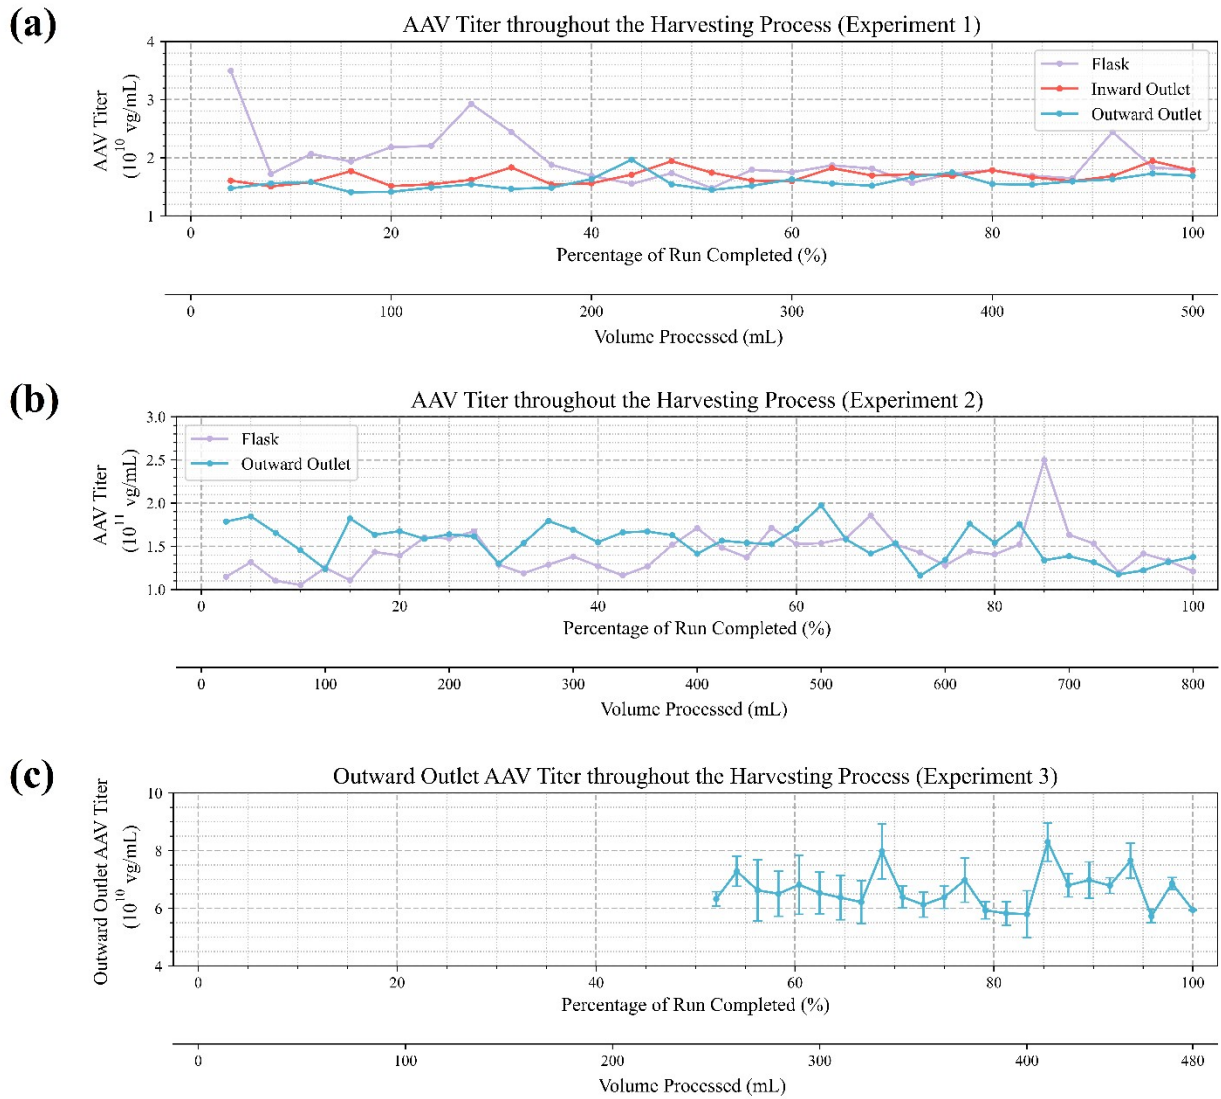 (a)
AAV Titer throughout the Harvesting Process (Experiment 1)
AAV Titer
(10^10 vg/mL)
4
3
2
1
Flask
Inward Outlet
Outward Outlet
0 20 40 60 80 100
Percentage of Run Completed (%)
0 100 200 300 400 500
Volume Processed (mL)
(b)
AAV Titer throughout the Harvesting Process (Experiment 2)
AAV Titer
(10^11 vg/mL)
3.0
2.5
2.0
1.5
1.0
Flask
Outward Outlet
0 20 40 60 80 100
Percentage of Run Completed (%)
0 100 200 300 400 500 600 700 800
Volume Processed (mL)
(c)
Outward Outlet AAV Titer throughout the Harvesting Process (Experiment 3)
Outward Outlet AAV Titer
(10^10 vg/mL)
10
8
6
4
0 20 40 60 80 100
Percentage of Run Completed (%)
0 100 200 300 400 480
Volume Processed (mL)